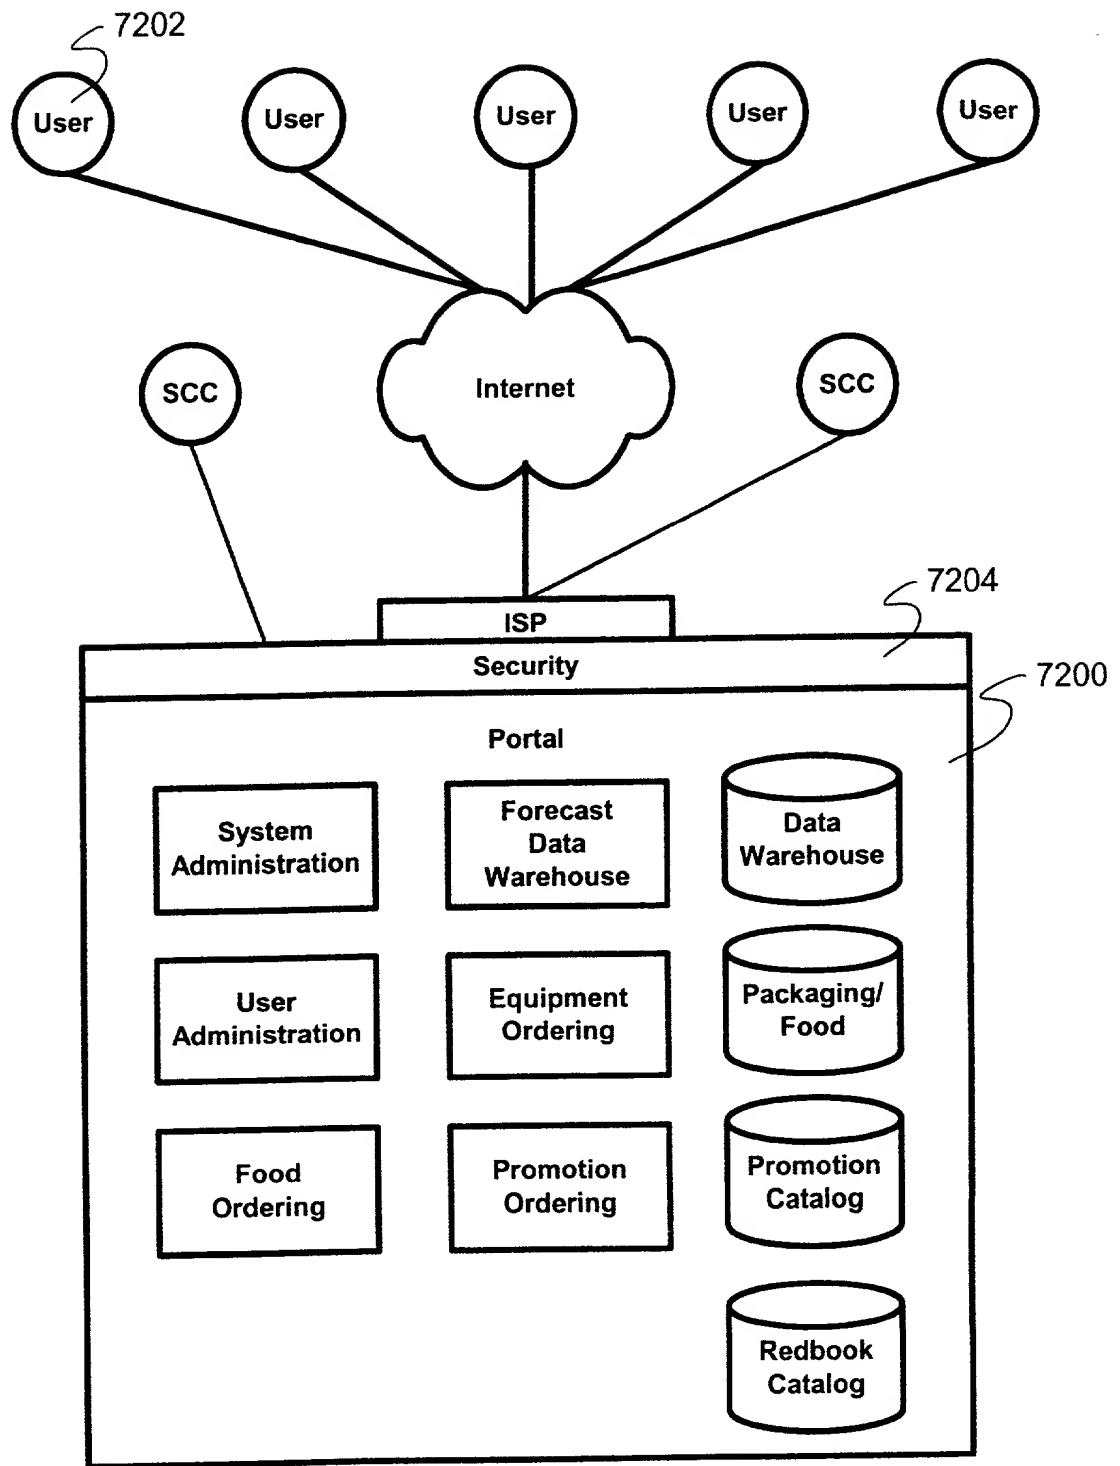 7202
User
User
User
User
User
SCC
Internet
SCC
7204
ISP
Security
7200
Portal
System
Administration
Forecast
Data
Warehouse
Data
Warehouse
User
Administration
Equipment
Ordering
Packaging/
Food
Food
Ordering
Promotion
Ordering
Promotion
Catalog
Redbook
Catalog